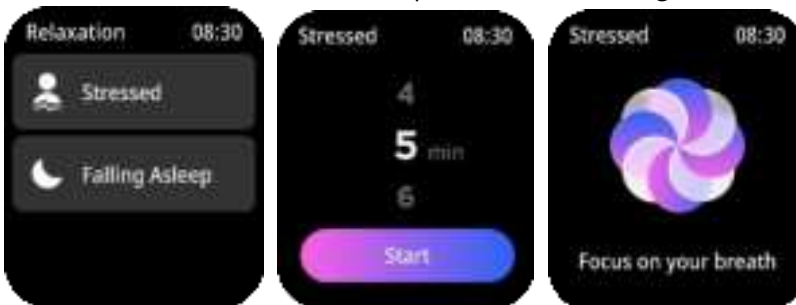 Relaxation 08:30
Stressed
Falling Asleep
Stressed 08:30
4
5 min
6
Start
Stressed 08:30
Focus on your breath